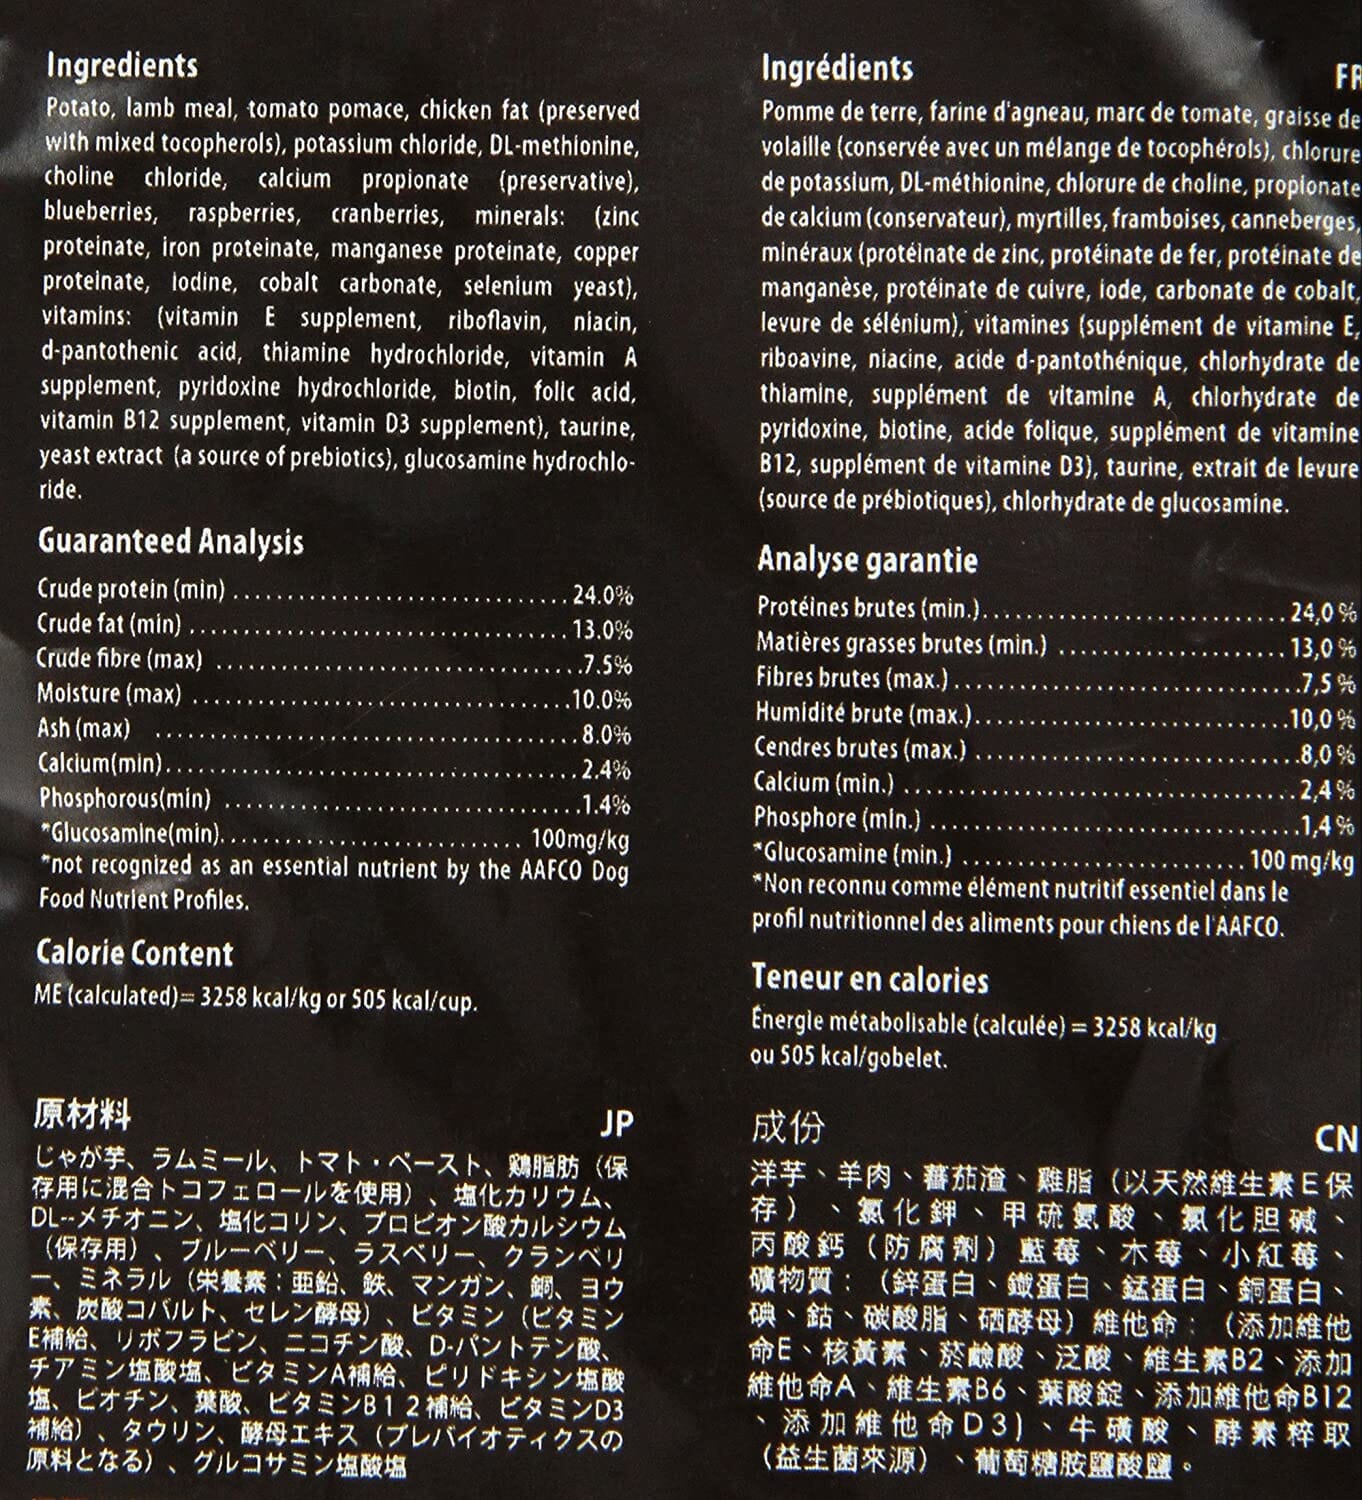 Ingredients
Potato, lamb meal, tomato pomace, chicken fat (preserved
with mixed tocopherols), potassium chloride, DL-methionine,
choline chloride, calcium propionate (preservative),
blueberries, raspberries, cranberries, minerals: (zinc
proteinate, iron proteinate, manganese proteinate, copper
proteinate, iodine, cobalt carbonate, selenium yeast),
vitamins: (vitamin E supplement, riboflavin, niacin,
d-pantothenic acid, thiamine hydrochloride, vitamin A
supplement, pyridoxine hydrochloride, biotin, folic acid,
vitamin B12 supplement, vitamin D3 supplement), taurine,
yeast extract (a source of prebiotics), glucosamine hydrochlo-
ride.
Guaranteed Analysis
Crude protein (min) ............................... 24.0%
Crude fat (min) ................................... 13.0%
Crude fibre (max) .................................. 7.5%
Moisture (max) .................................... 10.0%
Ash (max) .......................................... 8.0%
Calcium(min)........................................ 2.4%
Phosphorous(min) ................................... 1.4%
*Glucosamine(min)............................. 100mg/kg
*not recognized as an essential nutrient by the AAFCO Dog
Food Nutrient Profiles.
Calorie Content
ME (calculated)= 3258 kcal/kg or 505 kcal/cup.
Ingrédients FR
Pomme de terre, farine d'agneau, marc de tomate, graisse de
volaille (conservée avec un mélange de tocophérols), chlorure
de potassium, DL-méthionine, chlorure de choline, propionate
de calcium (conservateur), myrtilles, framboises, canneberges,
minéraux (protéinate de zinc, protéinate de fer, protéinate de
manganèse, protéinate de cuivre, iode, carbonate de cobalt,
levure de sélénium), vitamines (supplément de vitamine E,
riboavine, niacine, acide d-pantothénique, chlorhydrate de
thiamine, supplément de vitamine A, chlorhydrate de
pyridoxine, biotine, acide folique, supplément de vitamine
B12, supplément de vitamine D3), taurine, extrait de levure
(source de prébiotiques), chlorhydrate de glucosamine.
Analyse garantie
Protéines brutes (min.)............................ 24,0 %
Matières grasses brutes (min.) ..................... 13,0 %
Fibres brutes (max.) ............................... 7,5 %
Humidité brute (max.)............................. 10,0 %
Cendres brutes (max.) .............................. 8,0 %
Calcium (min.) ..................................... 2,4 %
Phosphore (min.) ................................... 1,4 %
*Glucosamine (min.) .......................... 100 mg/kg
*Non reconnu comme élément nutritif essentiel dans le
profil nutritionnel des aliments pour chiens de l'AAFCO.
Teneur en calories
Énergie métabolisable (calculée) = 3258 kcal/kg
ou 505 kcal/gobelet.
原材料 JP
じゃが芋、ラムミール、トマト・ペースト、鶏脂肪（保
存用に混合トコフェロールを使用）、塩化カリウム、
DL--メチオニン、塩化コリン、プロピオン酸カルシウム
（保存用）、ブルーベリー、ラスベリー、クランベリ
ー、ミネラル（栄養素：亜鉛、鉄、マンガン、銅、ヨウ
素、炭酸コバルト、セレン酵母）、ビタミン（ビタミン
E補給、リボフラビン、ニコチン酸、D-パントテン酸、
チアミン塩酸塩、ビタミンA補給、ピリドキシン塩酸
塩、ビオチン、葉酸、ビタミンB１２補給、ビタミンD3
補給）、タウリン、酵母エキス（プレバイオティクスの
原料となる）、グルコサミン塩酸塩
成份 CN
洋芋、羊肉、蕃茄渣、雞脂（以天然維生素E保
存）、氯化鉀、甲硫氨酸、氯化胆碱、
丙酸鈣（防腐劑）藍莓、木莓、小紅莓、
礦物質：（鋅蛋白、鐵蛋白、錳蛋白、銅蛋白、
碘、鈷、碳酸脂、硒酵母）維他命：（添加維他
命E、核黃素、菸鹼酸、泛酸、維生素B2、添加
維他命A、維生素B6、葉酸錠、添加維他命B12
、添加維他命D3)、牛磺酸、酵素粹取
（益生菌來源）、葡萄糖胺鹽酸鹽。